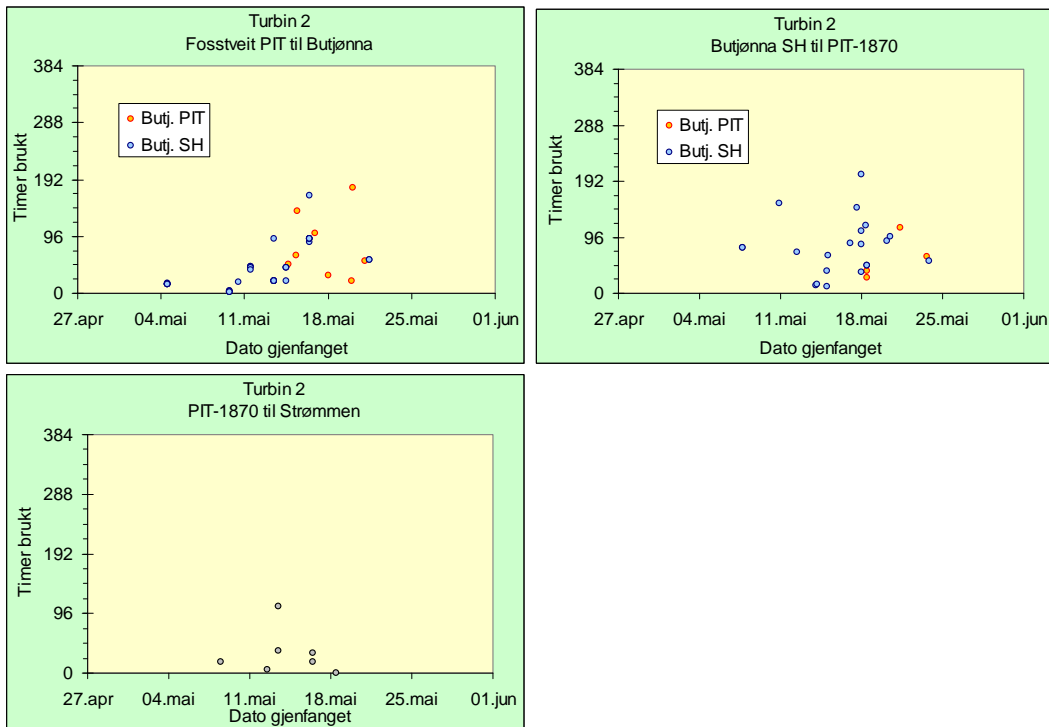 Turbin 2
Fosstveit PIT til Butjønna
384
288
192
96
0
Timer brukt
Butj. PIT
Butj. SH
27.apr 04.mai 11.mai 18.mai 25.mai 01.jun
Dato gjenfanget
Turbin 2
Butjønna SH til PIT-1870
384
288
192
96
0
Timer brukt
Butj. PIT
Butj. SH
27.apr 04.mai 11.mai 18.mai 25.mai 01.jun
Dato gjenfanget
Turbin 2
PIT-1870 til Strømmen
384
288
192
96
0
Timer brukt
27.apr 04.mai 11.mai 18.mai 25.mai 01.jun
Dato gjenfanget